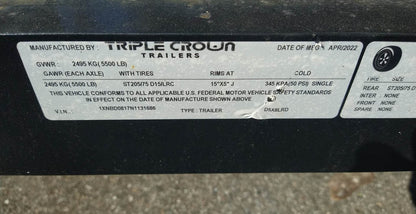 MANUFACTURED BY: TRIPLE CROWN DATE OF MFG: APR/2022
TRAILERS
GVWR: 2495 KG( 5500 LB)
GAWR (EACH AXLE) WITH TIRES RIMS AT COLD
2495 KG( 5500 LB) ST205/75 D15/LRC 15"X5" J 345 KPA(50 PSI) SINGLE
THIS VEHICLE CONFORMS TO ALL APPLICABLE U.S. FEDERAL MOTOR VEHICLE SAFETY STANDARDS
IN EFFECT ON THE DATE OF MANUFACTURE SHOWN ABOVE
V.I.N. 1XNBD0817N1131686 TYPE: TRAILER
TIRE SIZE
REAR ST205/75 D
INTER NONE
FRONT NONE
NONE